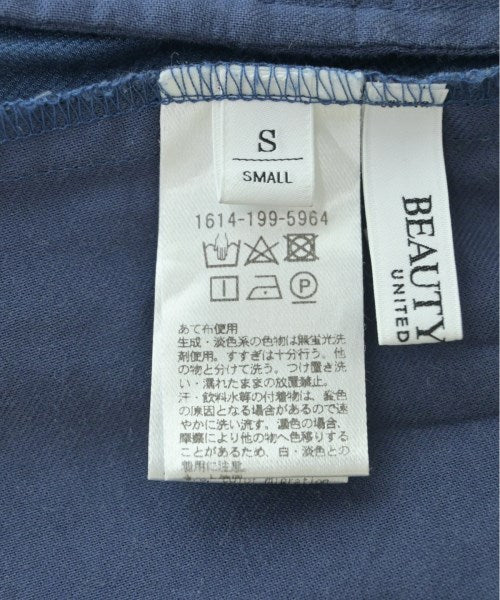 S
SMALL
1614-199-5964
あて布使用
生成・淡色系の色物は無蛍光洗
剤使用。すすぎは十分行う。他
の物と分けて洗う。つけ置き洗
い・濡れたままの放置禁止。
汗・飲料水等の付着物は、変色
の原因となる場合があるので速
やかに洗い流す。濃色の場合、
摩擦により他の物へ色移りする
ことがあるため、白・淡色との
着用に注意
BEAUTY
UNITED